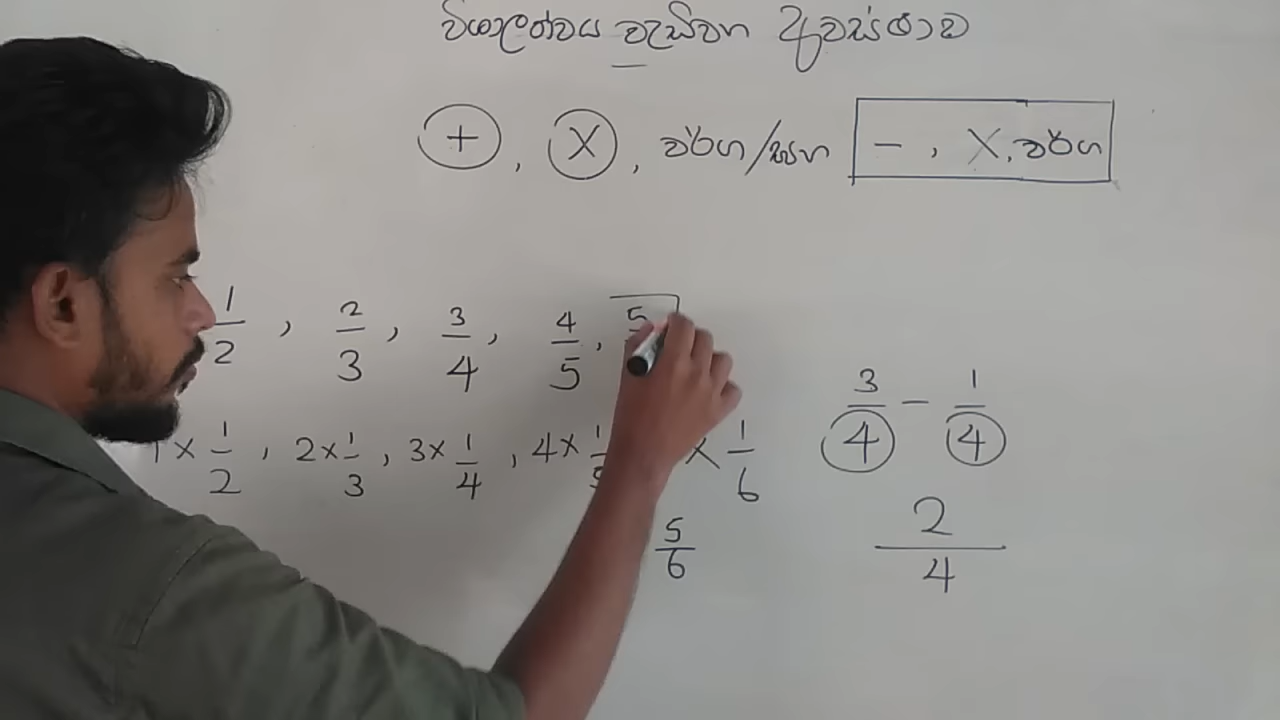 විශාලත්වය වැඩිවන අවස්ථාව
+ , X , වර්ග/ඝන - , X, වර්ග
1/2 , 2/3 , 3/4 , 4/5 , 5
3/4 - 1/4
1 × 1/2 , 2 × 1/3 , 3 × 1/4 , 4 × 1/5 × 1/6
5/6
2/4